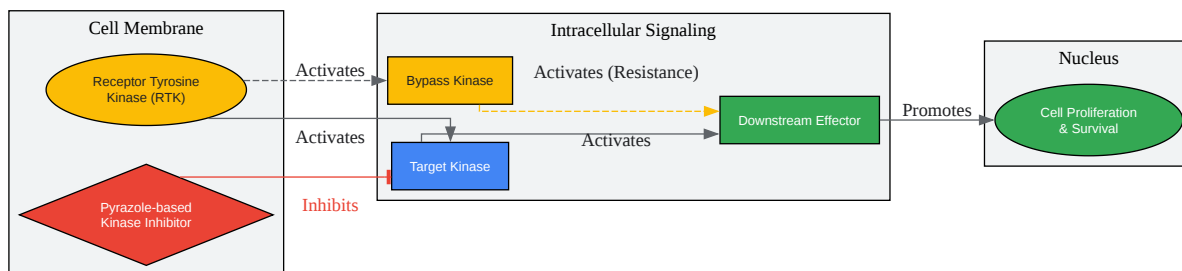 Cell Membrane
Receptor Tyrosine
Kinase (RTK)
Pyrazole-based
Kinase Inhibitor
Activates
Activates
Inhibits
Intracellular Signaling
Bypass Kinase
Activates (Resistance)
Target Kinase
Activates
Downstream Effector
Promotes
Nucleus
Cell Proliferation
& Survival